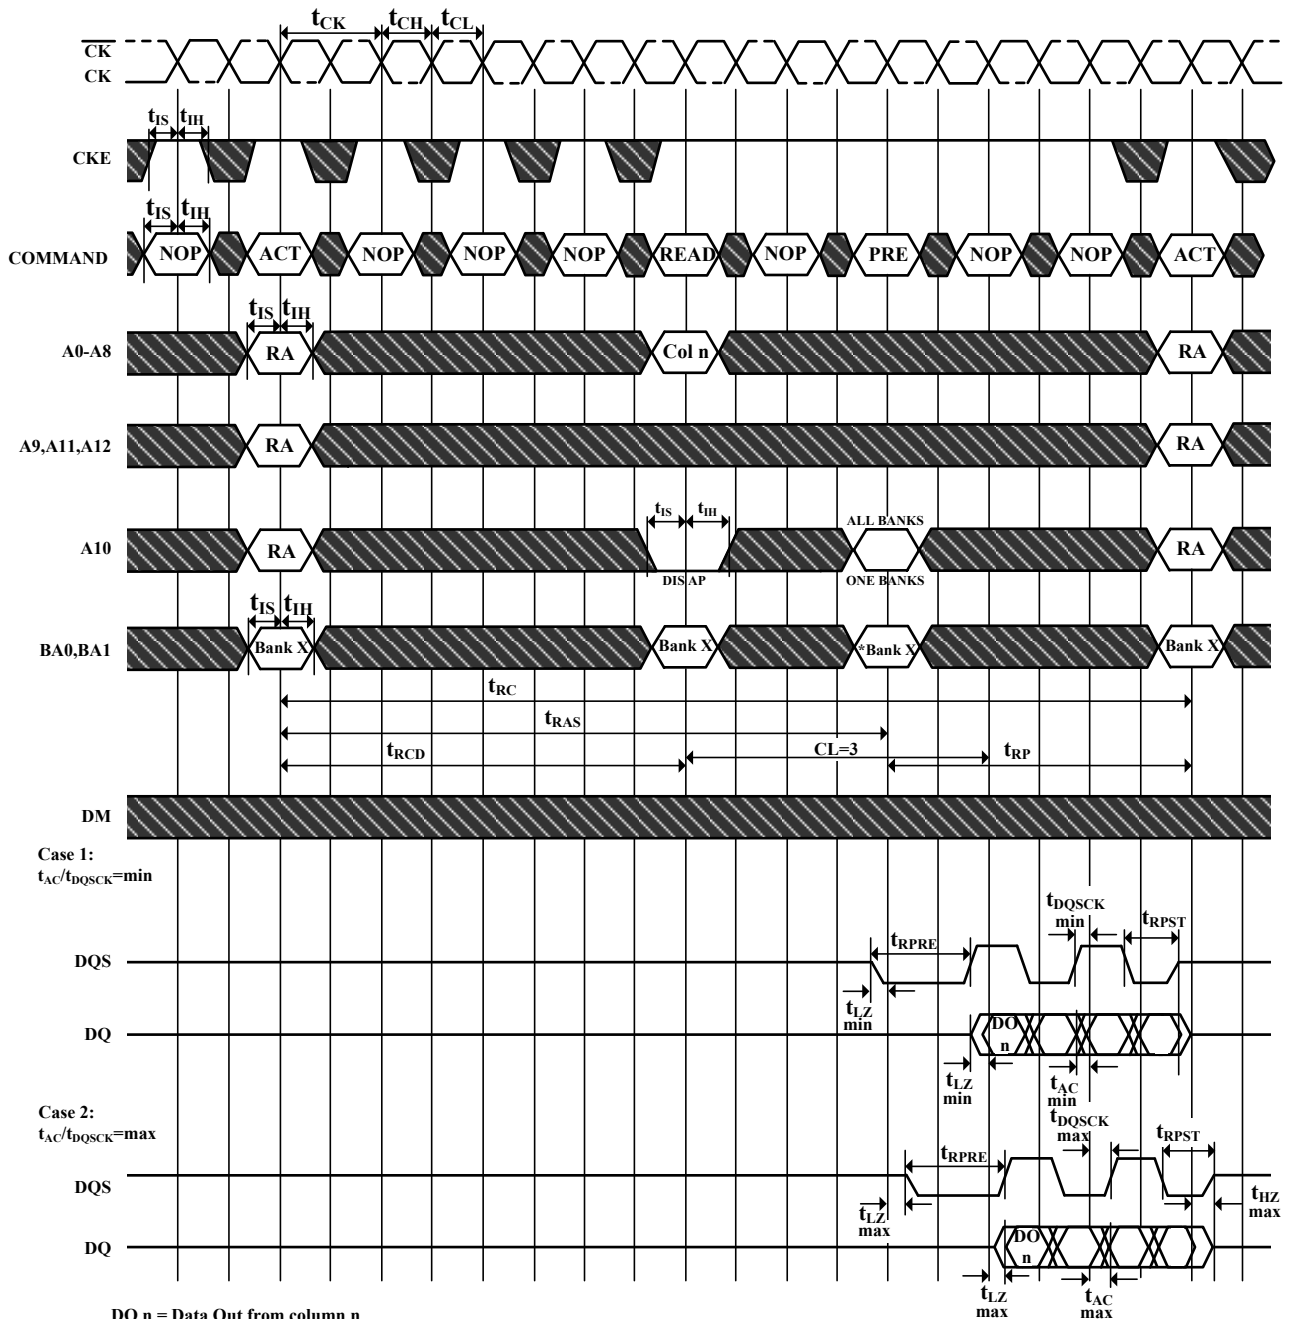 tCK tCH tCL
CK
CK
tIS tIH
CKE
tIS tIH
COMMAND NOP ACT NOP NOP NOP READ NOP PRE NOP NOP ACT
tIS tIH
A0-A8 RA Col n RA
A9,A11,A12 RA RA
tIS tIH ALL BANKS
A10 RA RA
DIS AP ONE BANKS
tIS tIH
BA0,BA1 Bank X Bank X *Bank X Bank X
tRC
tRAS
tRCD CL=3 tRP
DM
Case 1:
tAC/tDQSCK=min
tDQSCK
min
tRPRE tRPST
DQS
tLZ
min
DQ DO
n
tLZ
min
tAC
min
Case 2:
tAC/tDQSCK=max
tDQSCK
max
tRPRE tRPST
DQS
tLZ
max
tHZ
max
DQ DO
n
tLZ
max
tAC
max
DO n = Data Out from column n